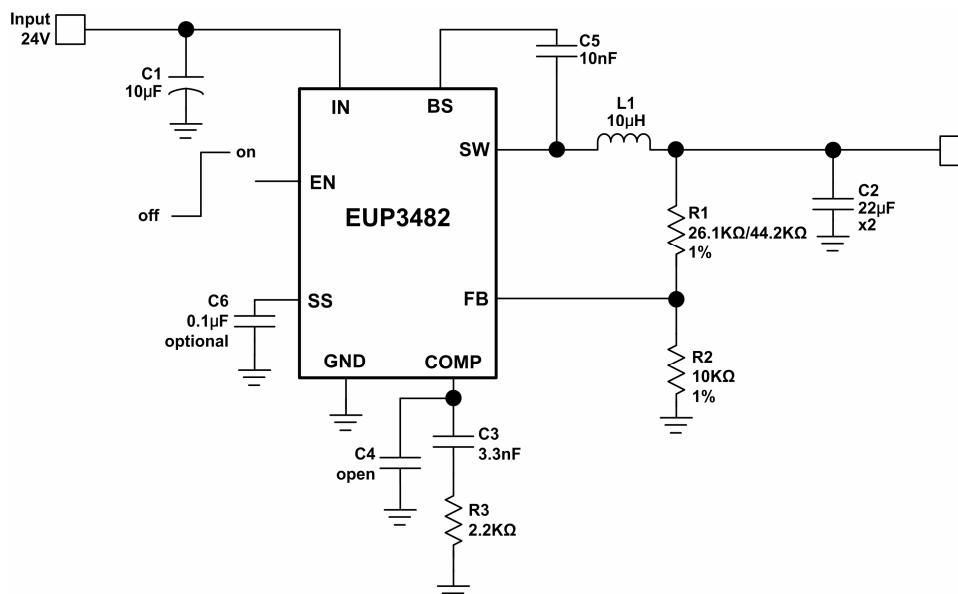 Input
24V
C1
10µF
IN
BS
C5
10nF
L1
10µH
SW
on
off
EN
EUP3482
R1
26.1KΩ/44.2KΩ
1%
C2
22µF
x2
C6
0.1µF
optional
SS
FB
GND
COMP
R2
10KΩ
1%
C4
open
C3
3.3nF
R3
2.2KΩ